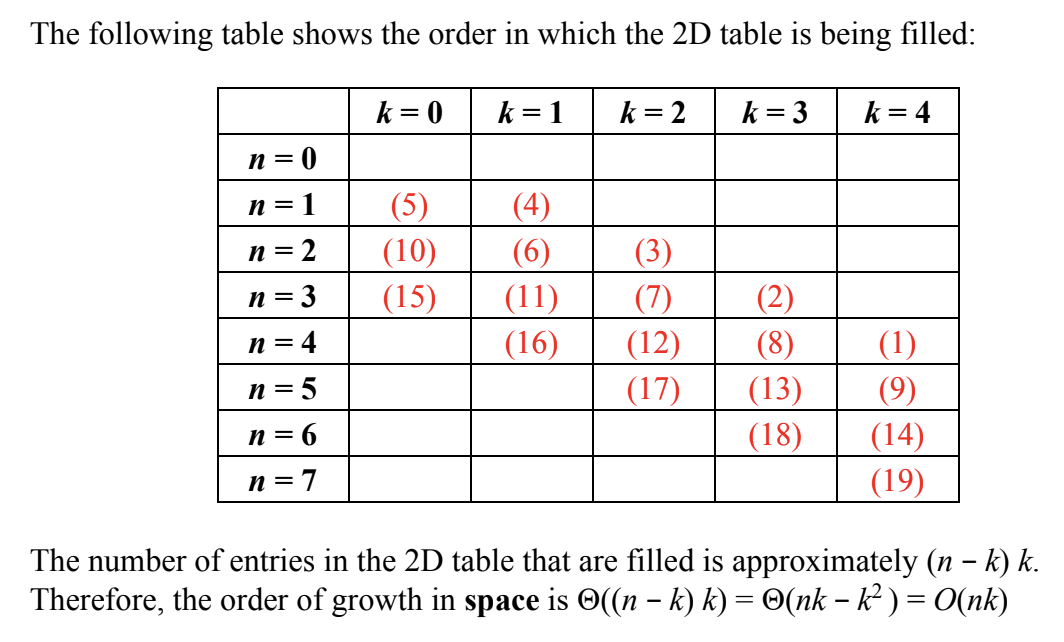 The following table shows the order in which the 2D table is being filled:
k = 0 k = 1 k = 2 k = 3 k = 4
n = 0
n = 1 (5) (4)
n = 2 (10) (6) (3)
n = 3 (15) (11) (7) (2)
n = 4 (16) (12) (8) (1)
n = 5 (17) (13) (9)
n = 6 (18) (14)
n = 7 (19)
The number of entries in the 2D table that are filled is approximately (n − k) k.
Therefore, the order of growth in space is Θ((n − k) k) = Θ(nk − k²) = O(nk)